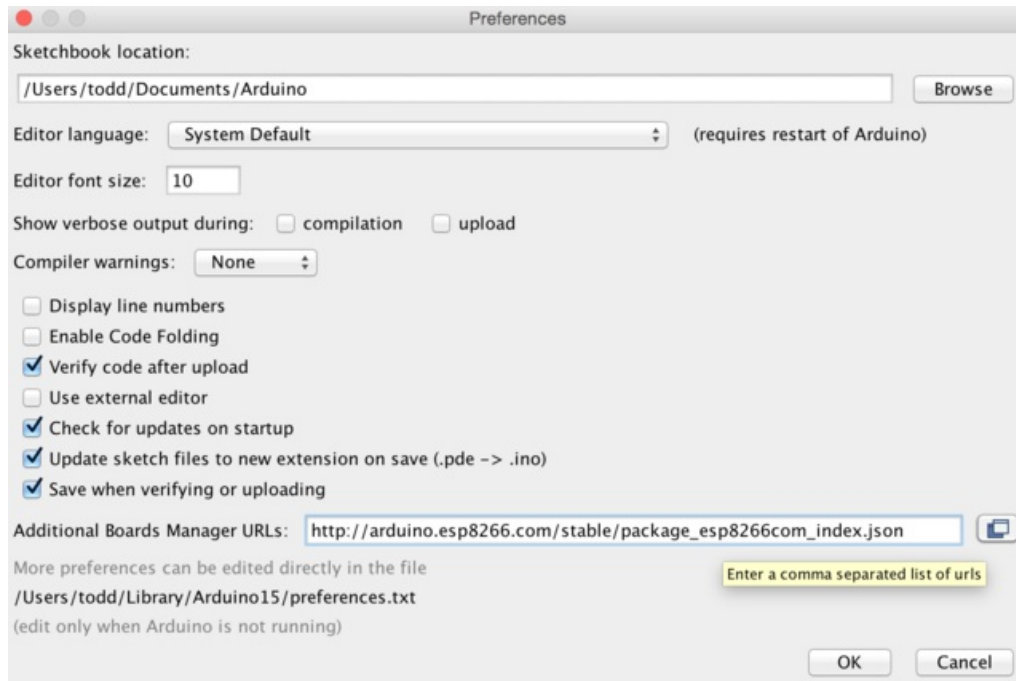 Preferences
Sketchbook location:
/Users/todd/Documents/Arduino Browse
Editor language: System Default (requires restart of Arduino)
Editor font size: 10
Show verbose output during: compilation upload
Compiler warnings: None
Display line numbers
Enable Code Folding
Verify code after upload
Use external editor
Check for updates on startup
Update sketch files to new extension on save (.pde -> .ino)
Save when verifying or uploading
Additional Boards Manager URLs: http://arduino.esp8266.com/stable/package_esp8266com_index.json
More preferences can be edited directly in the file
Enter a comma separated list of urls
/Users/todd/Library/Arduino15/preferences.txt
(edit only when Arduino is not running)
OK Cancel